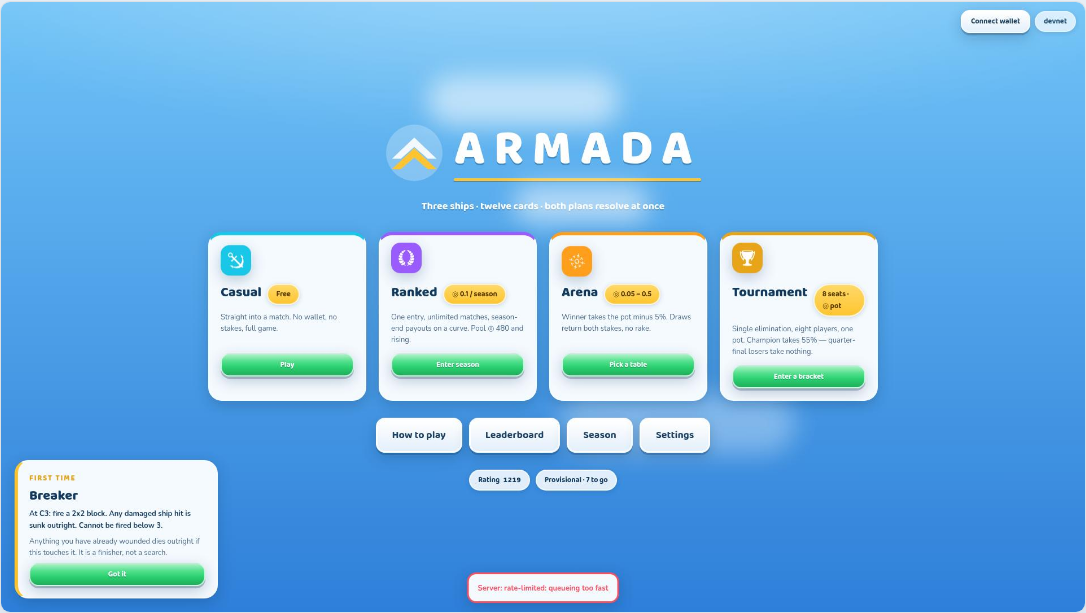 Connect wallet
devnet
ARMADA
Three ships · twelve cards · both plans resolve at once
Casual
Free
Straight into a match. No wallet, no
stakes, full game.
Play
Ranked
◎ 0.1 / season
One entry, unlimited matches, season-
end payouts on a curve. Pool ◎ 480 and
rising.
Enter season
Arena
◎ 0.05 – 0.5
Winner takes the pot minus 5%. Draws
return both stakes, no rake.
Pick a table
Tournament
8 seats ·
◎ pot
Single elimination, eight players, one
pot. Champion takes 55% — quarter-
final losers take nothing.
Enter a bracket
How to play
Leaderboard
Season
Settings
Rating 1219
Provisional · 7 to go
FIRST TIME
Breaker
At C3: fire a 2x2 block. Any damaged ship hit is
sunk outright. Cannot be fired below 3.
Anything you have already wounded dies outright if
this touches it. It is a finisher, not a search.
Got it
Server: rate-limited: queueing too fast